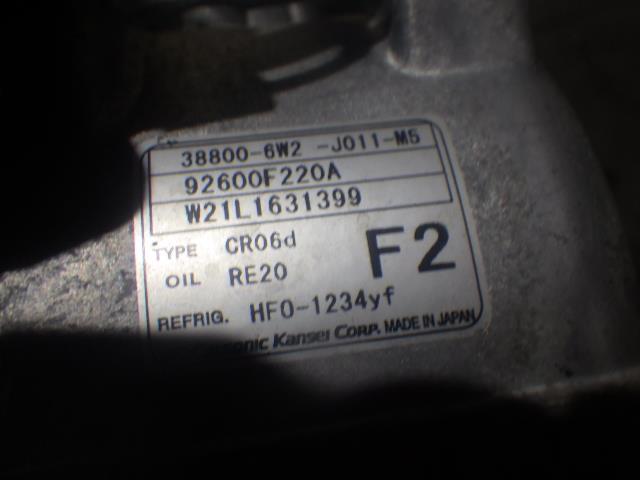 38800-6W2 -J011-M5
92600F220A
W21L1631399
TYPE CR06d
F2
OIL RE20
REFRIG. HFO-1234yf
Kansei CORP. MADE IN JAPAN